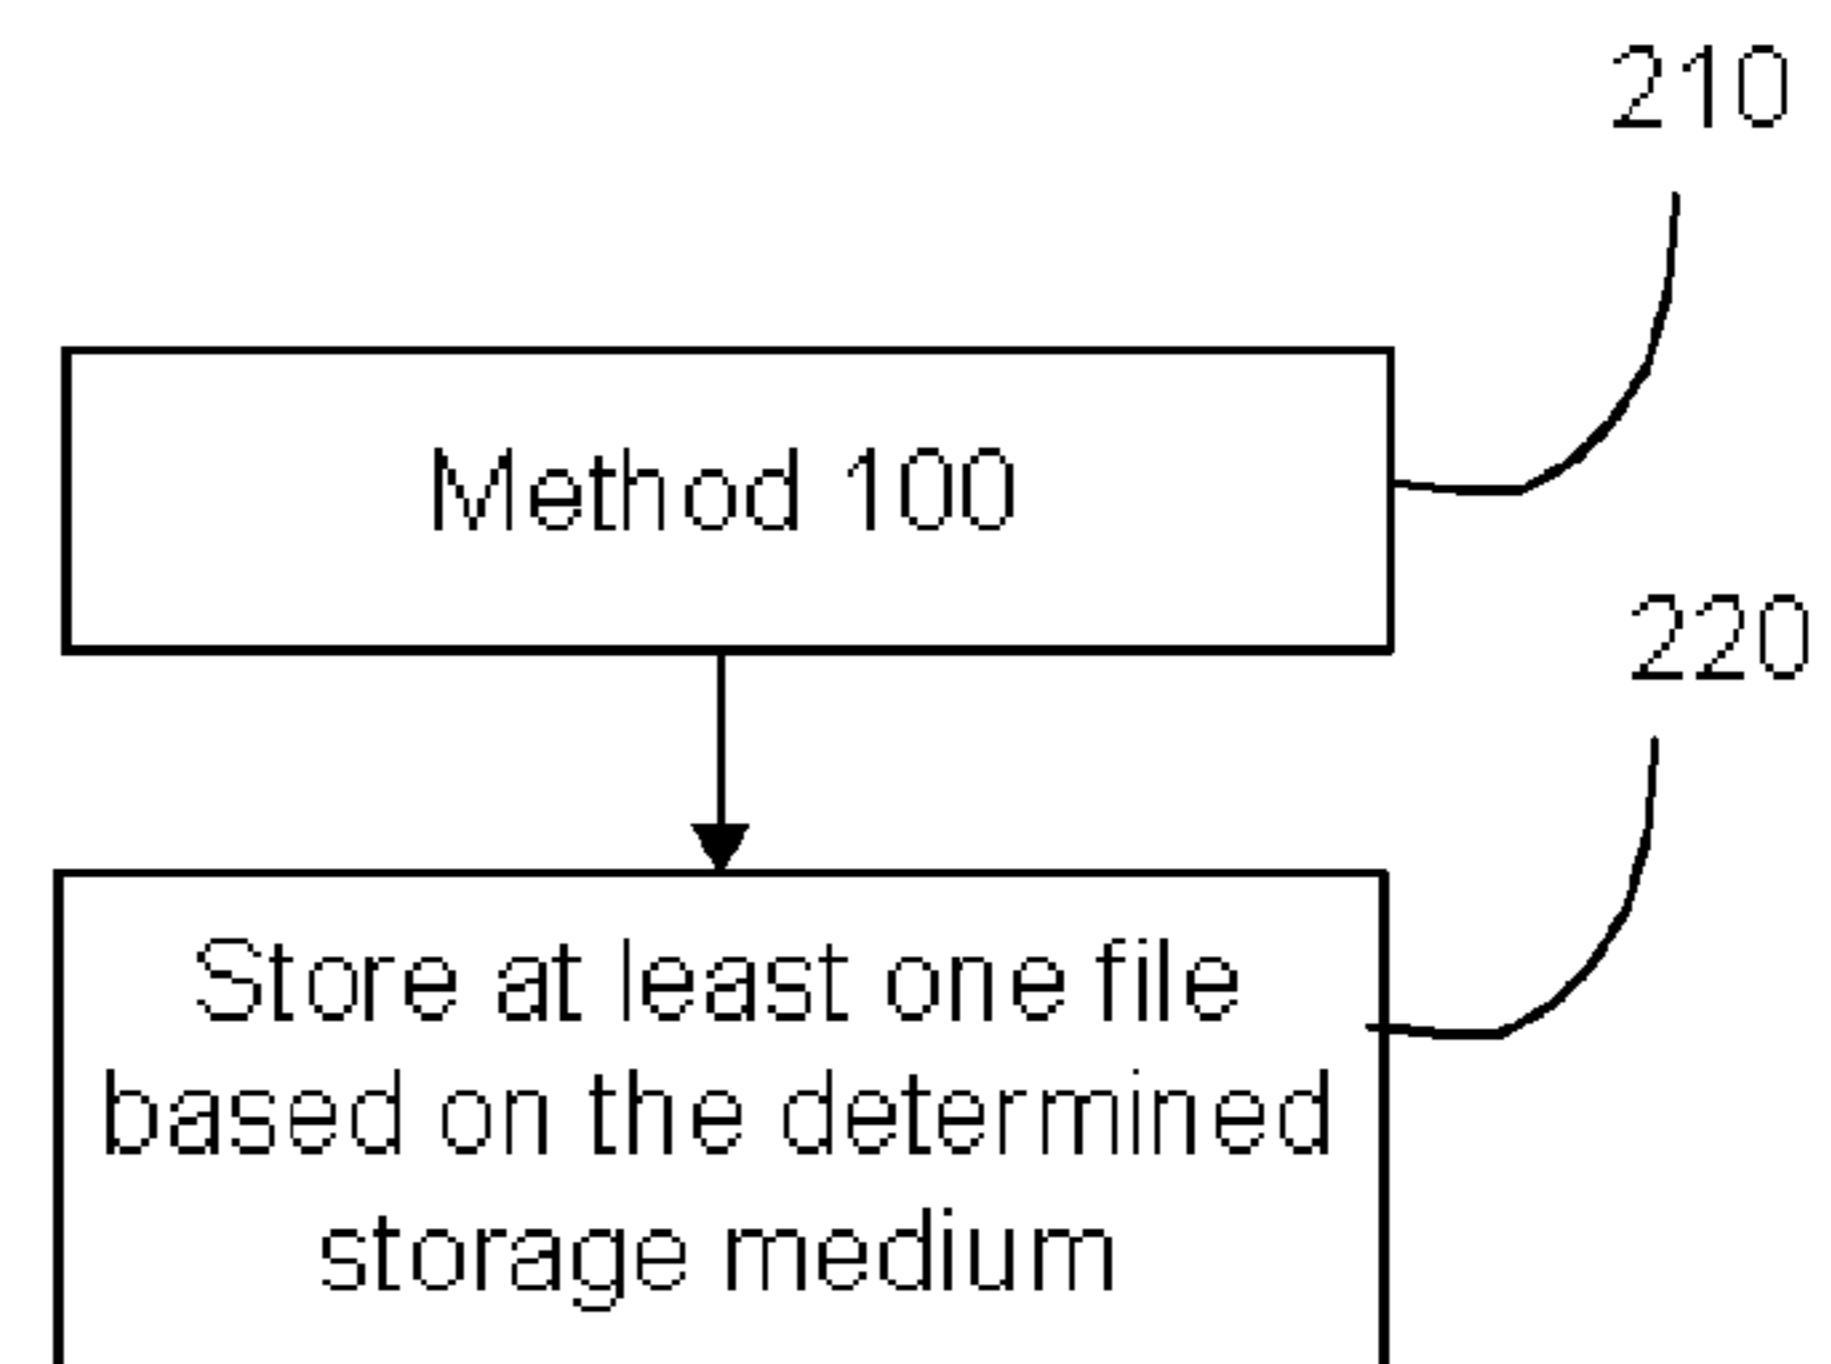 210
Method 100
220
Store at least one file
based on the determined
storage medium